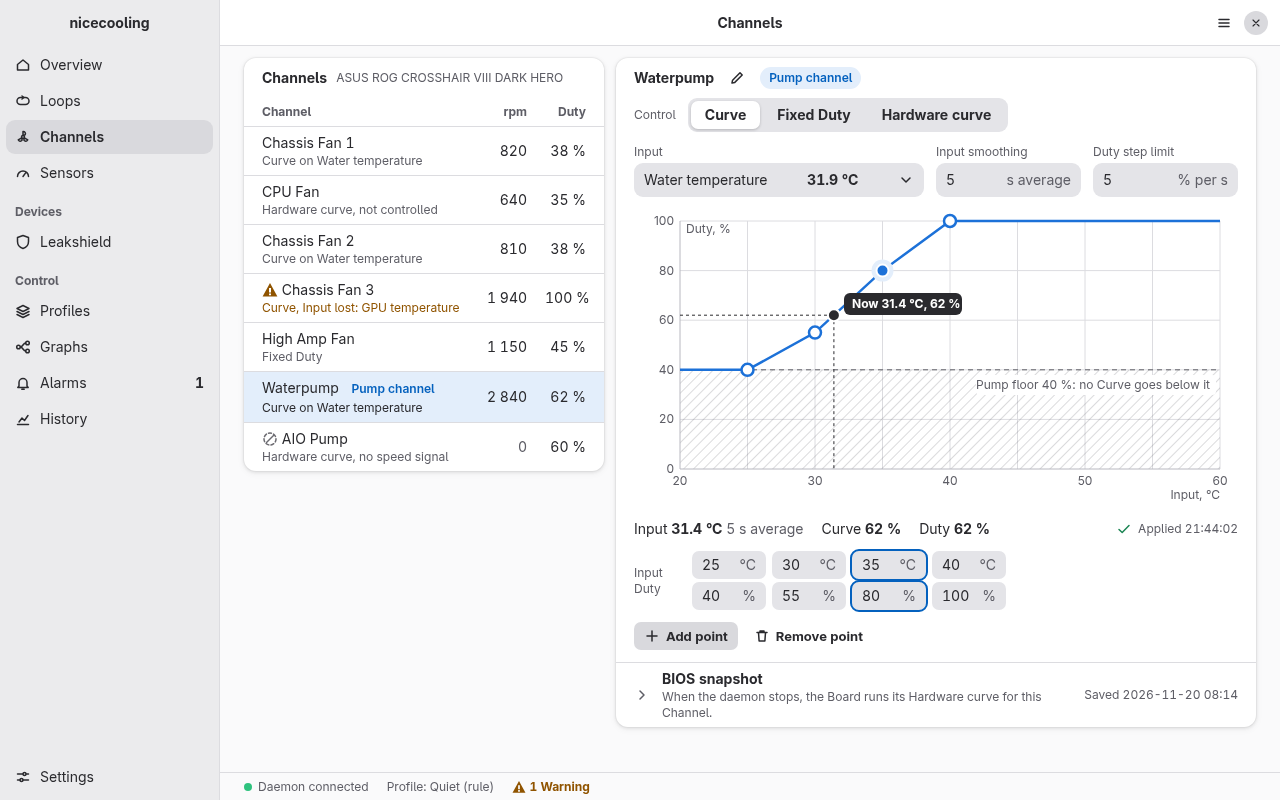 nicecooling
Channels
Overview
Loops
Channels
Sensors
Devices
Leakshield
Control
Profiles
Graphs
Alarms 1
History
Settings
Channels ASUS ROG CROSSHAIR VIII DARK HERO
Channel rpm Duty
Chassis Fan 1 820 38 %
Curve on Water temperature
CPU Fan 640 35 %
Hardware curve, not controlled
Chassis Fan 2 810 38 %
Curve on Water temperature
Chassis Fan 3 1 940 100 %
Curve, Input lost: GPU temperature
High Amp Fan 1 150 45 %
Fixed Duty
Waterpump Pump channel 2 840 62 %
Curve on Water temperature
AIO Pump 0 60 %
Hardware curve, no speed signal
Waterpump Pump channel
Control Curve Fixed Duty Hardware curve
Input Input smoothing Duty step limit
Water temperature 31.9 °C 5 s average 5 % per s
100
Duty, %
80
Now 31.4 °C, 62 %
60
40
Pump floor 40 %: no Curve goes below it
20
0
20 30 40 50 60
Input, °C
Input 31.4 °C 5 s average Curve 62 % Duty 62 % Applied 21:44:02
Input 25 °C 30 °C 35 °C 40 °C
Duty 40 % 55 % 80 % 100 %
Add point Remove point
BIOS snapshot
When the daemon stops, the Board runs its Hardware curve for this
Channel.
Saved 2026-11-20 08:14
Daemon connected Profile: Quiet (rule) 1 Warning